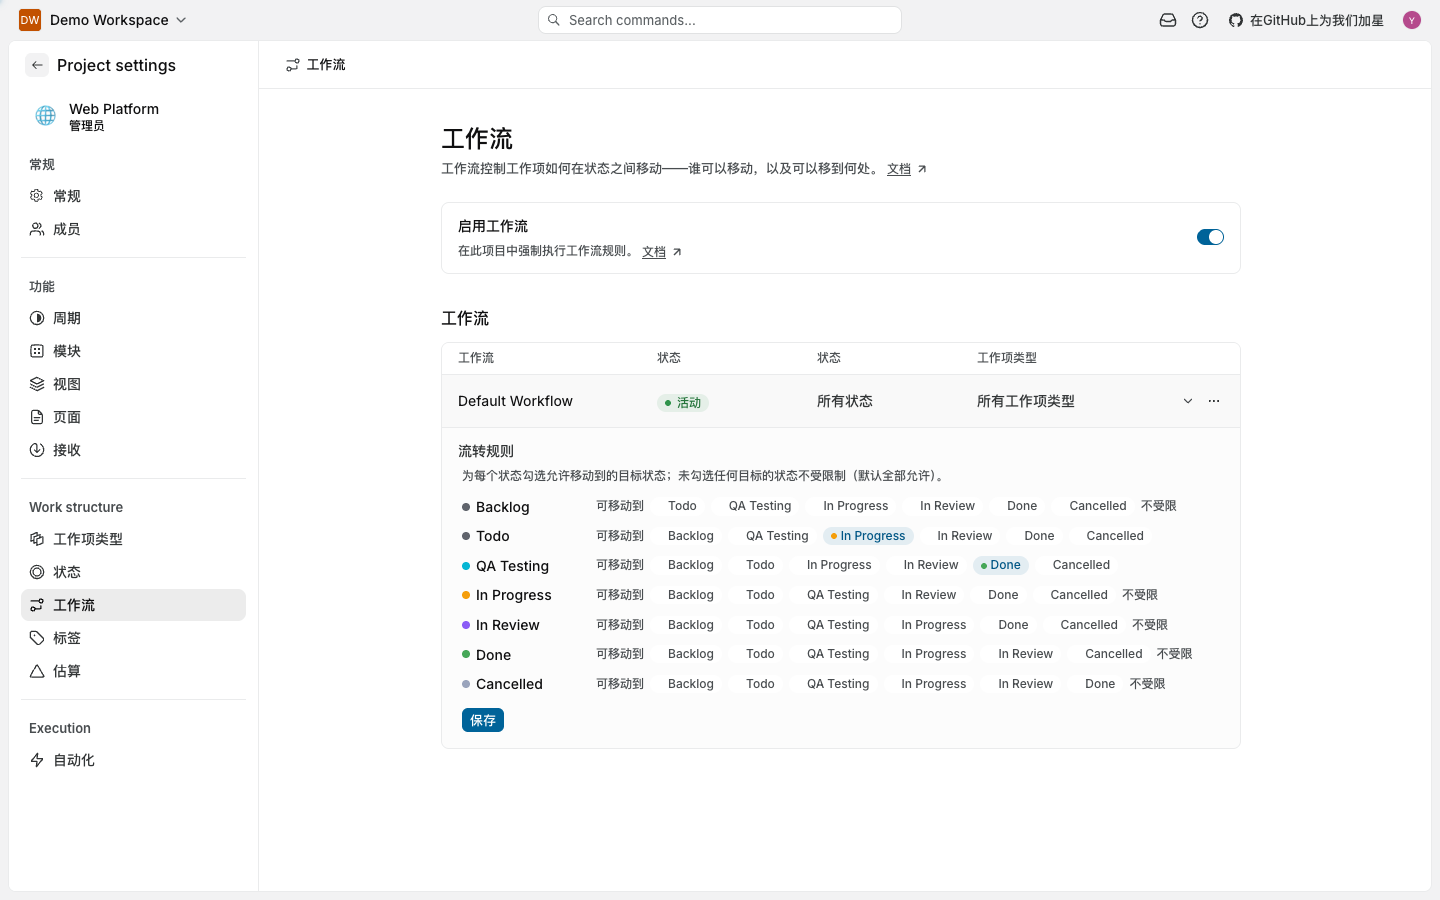 DW Demo Workspace
Search commands...
在GitHub上为我们加星
Y
Project settings
Web Platform
管理员
常规
常规
成员
功能
周期
模块
视图
页面
接收
Work structure
工作项类型
状态
工作流
标签
估算
Execution
自动化
工作流
工作流
工作流控制工作项如何在状态之间移动——谁可以移动，以及可以移到何处。 文档
启用工作流
在此项目中强制执行工作流规则。 文档
工作流
工作流 状态 状态 工作项类型
Default Workflow 活动 所有状态 所有工作项类型
流转规则
为每个状态勾选允许移动到的目标状态；未勾选任何目标的状态不受限制（默认全部允许）。
Backlog 可移动到 Todo QA Testing In Progress In Review Done Cancelled 不受限
Todo 可移动到 Backlog QA Testing In Progress In Review Done Cancelled
QA Testing 可移动到 Backlog Todo In Progress In Review Done Cancelled
In Progress 可移动到 Backlog Todo QA Testing In Review Done Cancelled 不受限
In Review 可移动到 Backlog Todo QA Testing In Progress Done Cancelled 不受限
Done 可移动到 Backlog Todo QA Testing In Progress In Review Cancelled 不受限
Cancelled 可移动到 Backlog Todo QA Testing In Progress In Review Done 不受限
保存